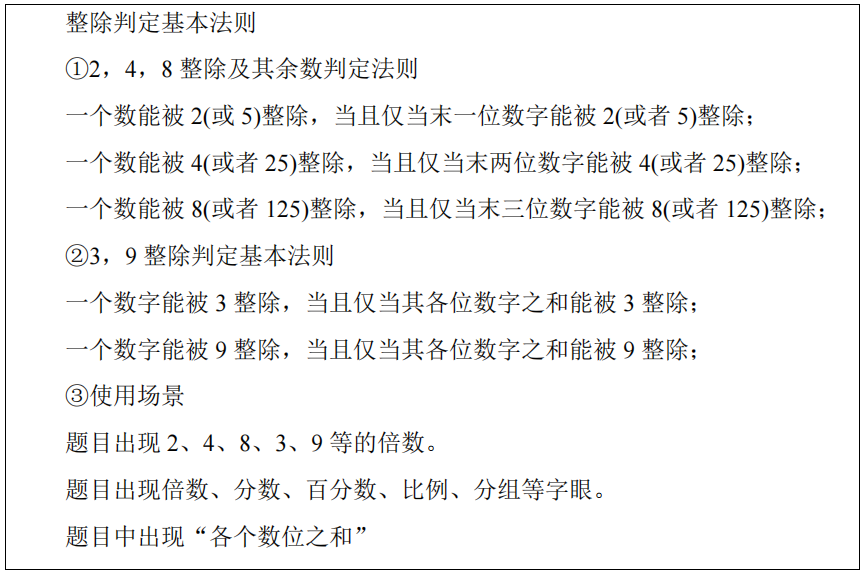 整除判定基本法则
①2，4，8 整除及其余数判定法则
一个数能被 2(或 5)整除，当且仅当末一位数字能被 2(或者 5)整除；
一个数能被 4(或者 25)整除，当且仅当末两位数字能被 4(或者 25)整除；
一个数能被 8(或者 125)整除，当且仅当末三位数字能被 8(或者 125)整除；
②3，9 整除判定基本法则
一个数字能被 3 整除，当且仅当其各位数字之和能被 3 整除；
一个数字能被 9 整除，当且仅当其各位数字之和能被 9 整除；
③使用场景
题目出现 2、4、8、3、9 等的倍数。
题目出现倍数、分数、百分数、比例、分组等字眼。
题目中出现“各个数位之和”